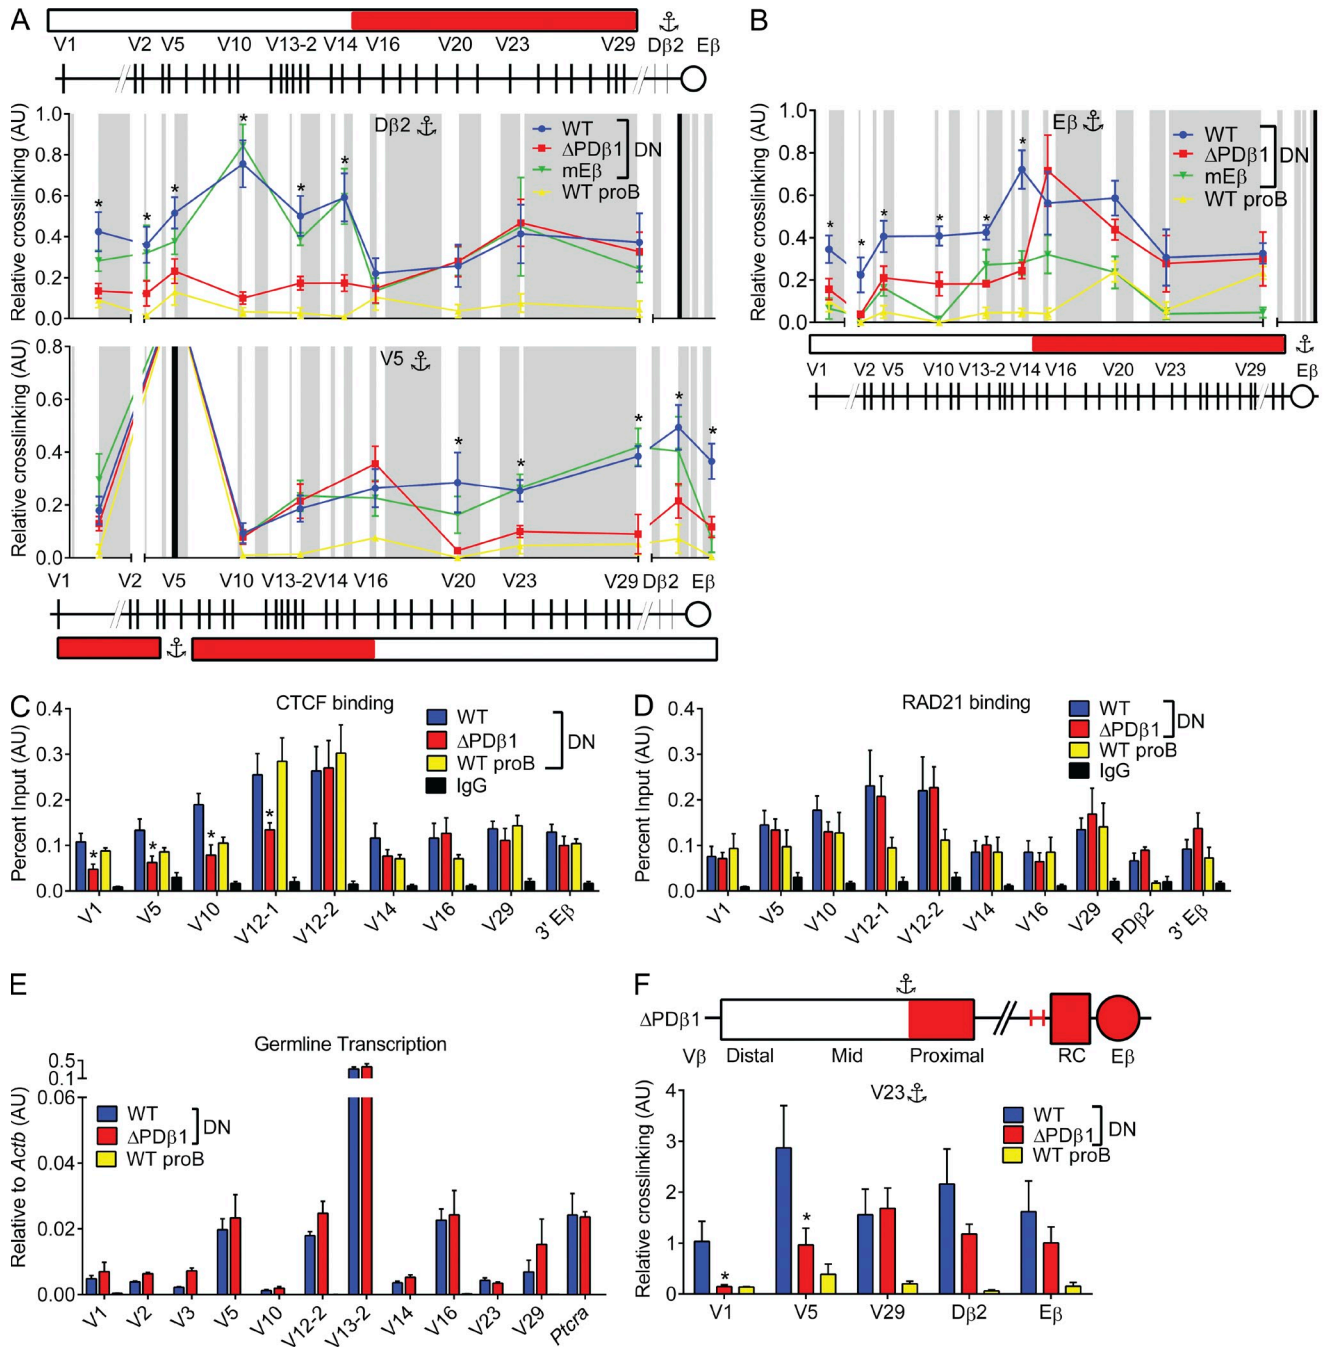 A
V1 V2 V5 V10 V13-2 V14 V16 V20 V23 V29 Dβ2 Eβ
Relative crosslinking (AU)
1.0
0.8
0.6
0.4
0.2
0.0
Dβ2
WT
ΔPDβ1
mEβ
DN
WT proB
* * * * * *
Relative crosslinking (AU)
0.8
0.6
0.4
0.2
0.0
V5
* * * * *
V1 V2 V5 V10 V13-2 V14 V16 V20 V23 V29 Dβ2 Eβ
B
Relative crosslinking (AU)
1.0
0.8
0.6
0.4
0.2
0.0
Eβ
WT
ΔPDβ1
mEβ
DN
WT proB
* * * * * *
V1 V2 V5 V10 V13-2 V14 V16 V20 V23 V29 Eβ
C
CTCF binding
Percent Input (AU)
0.4
0.3
0.2
0.1
0.0
WT
ΔPDβ1
WT proB
DN
IgG
* * * *
V1 V5 V10 V12-1 V12-2 V14 V16 V29 3' Eβ
D
RAD21 binding
Percent Input (AU)
0.4
0.3
0.2
0.1
0.0
WT
ΔPDβ1
DN
WT proB
IgG
V1 V5 V10 V12-1 V12-2 V14 V16 V29 PDβ2 3' Eβ
E
Germline Transcription
Relative to Actb (AU)
0.5
0.1
0.06
0.04
0.02
0.00
WT
ΔPDβ1
DN
WT proB
V1 V2 V3 V5 V10 V12-2 V13-2 V14 V16 V23 V29 Ptcra
F
ΔPDβ1
Vβ Distal Mid Proximal RC Eβ
V23
Relative crosslinking (AU)
4
3
2
1
0
WT
ΔPDβ1
DN
WT proB
* *
V1 V5 V29 Dβ2 Eβ